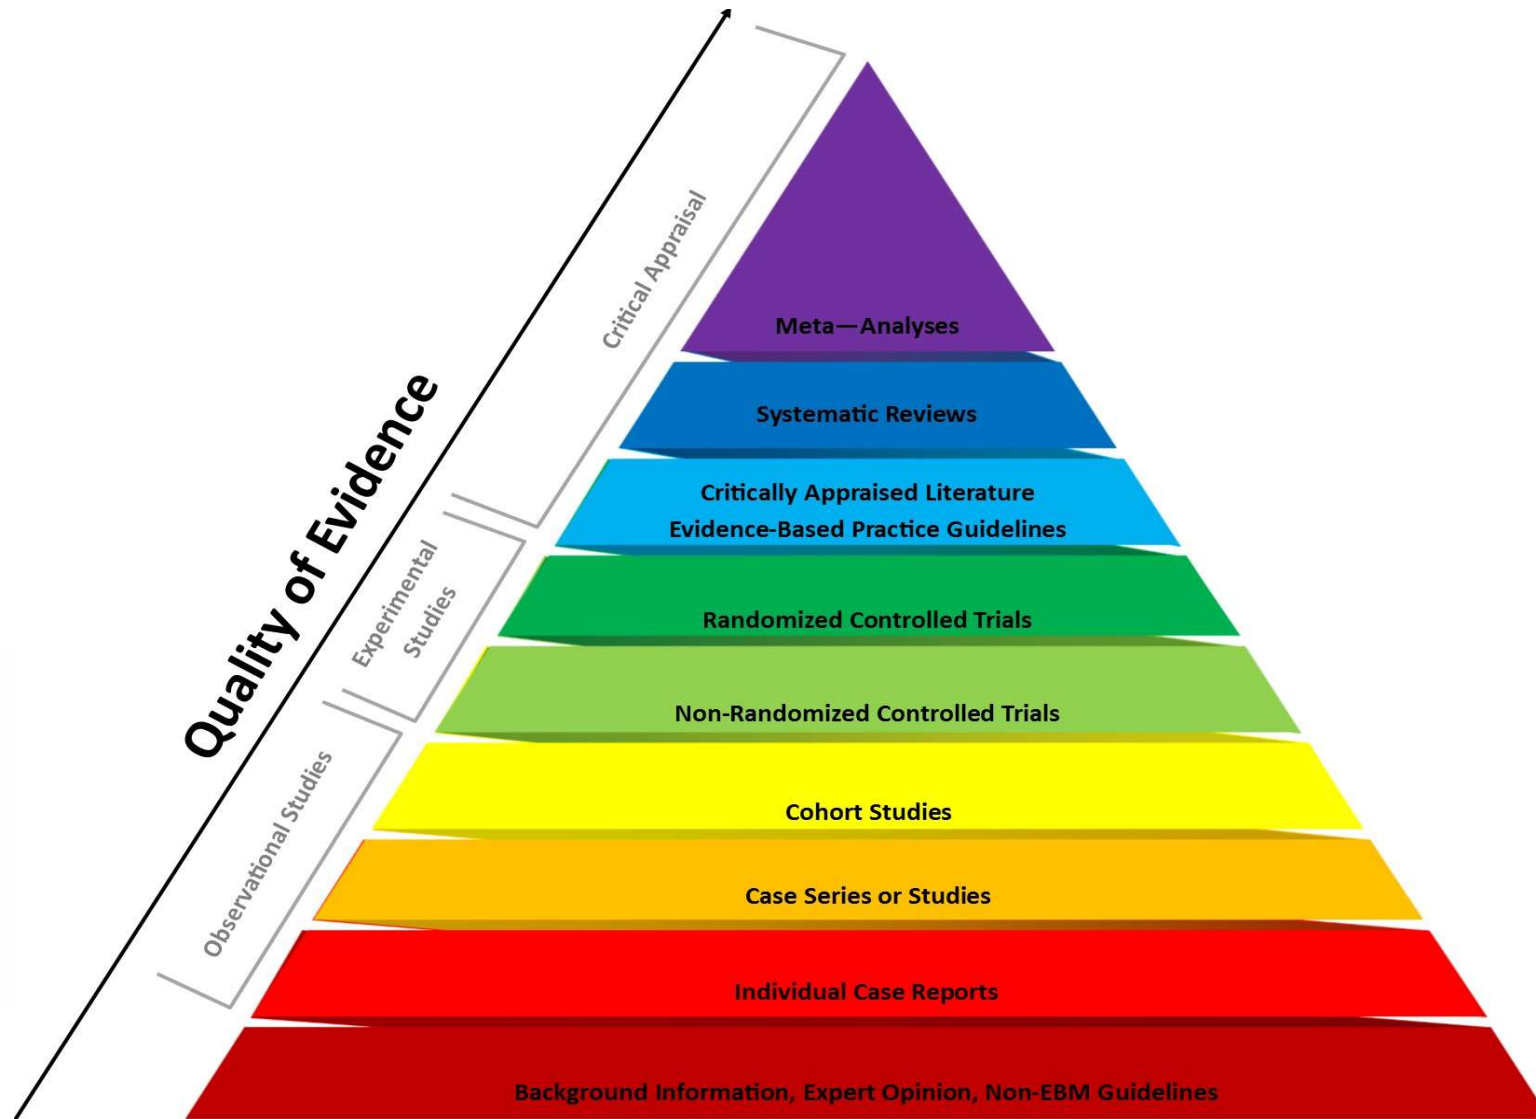 Quality of Evidence
Critical Appraisal
Experimental
Studies
Observational Studies
Meta—Analyses
Systematic Reviews
Critically Appraised Literature
Evidence-Based Practice Guidelines
Randomized Controlled Trials
Non-Randomized Controlled Trials
Cohort Studies
Case Series or Studies
Individual Case Reports
Background Information, Expert Opinion, Non-EBM Guidelines